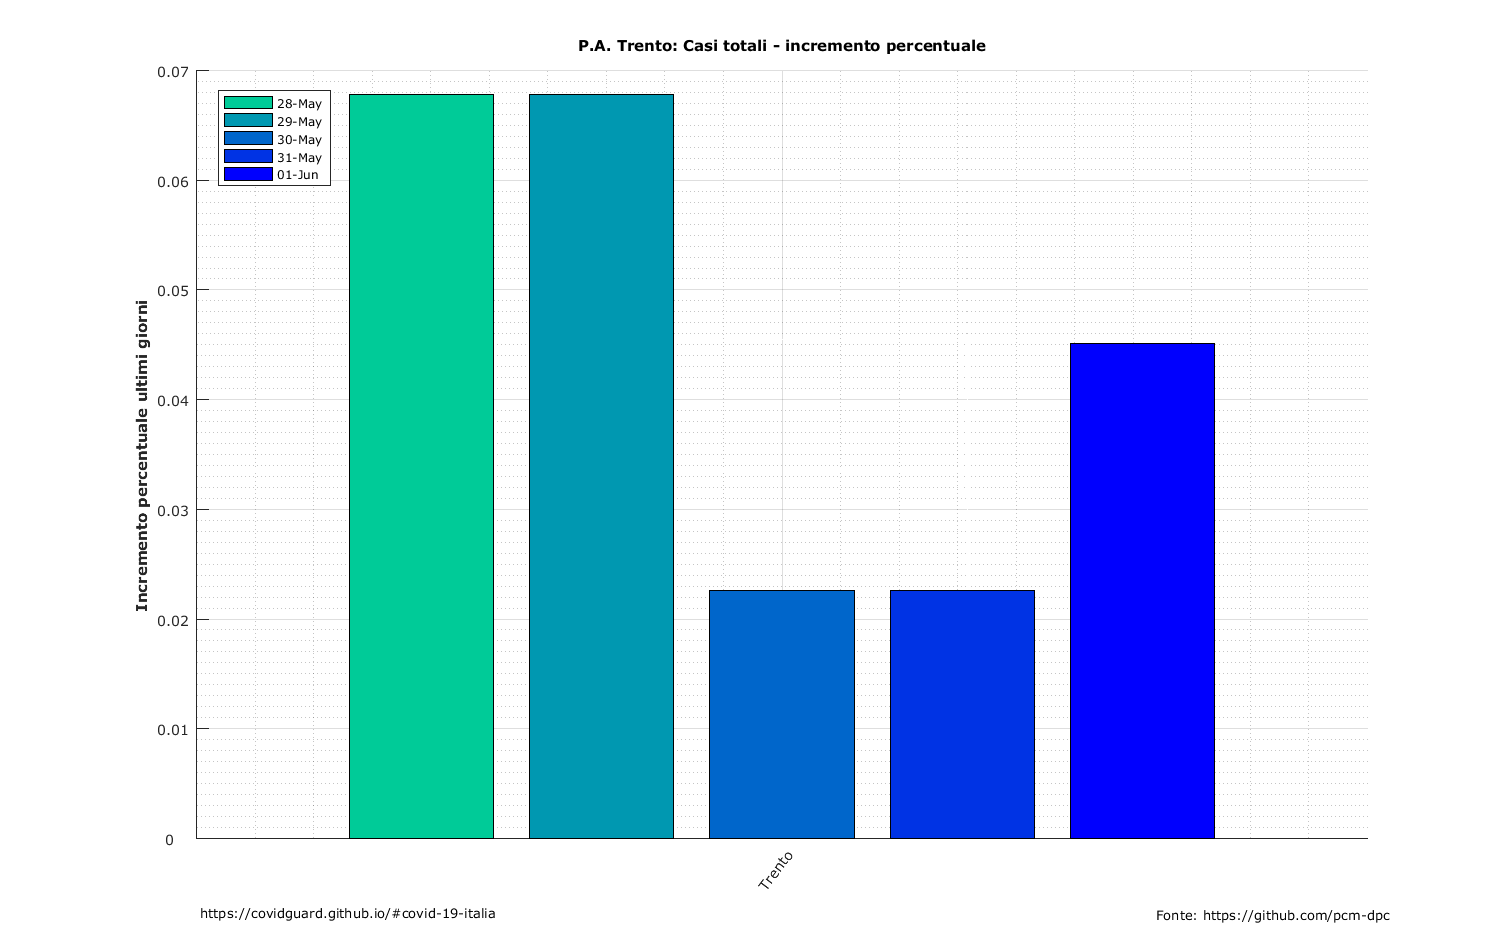 P.A. Trento: Casi totali - incremento percentuale
0.07
0.06
0.05
0.04
0.03
0.02
0.01
0
Incremento percentuale ultimi giorni
28-May
29-May
30-May
31-May
01-Jun
Trento
https://covidguard.github.io/#covid-19-italia
Fonte: https://github.com/pcm-dpc